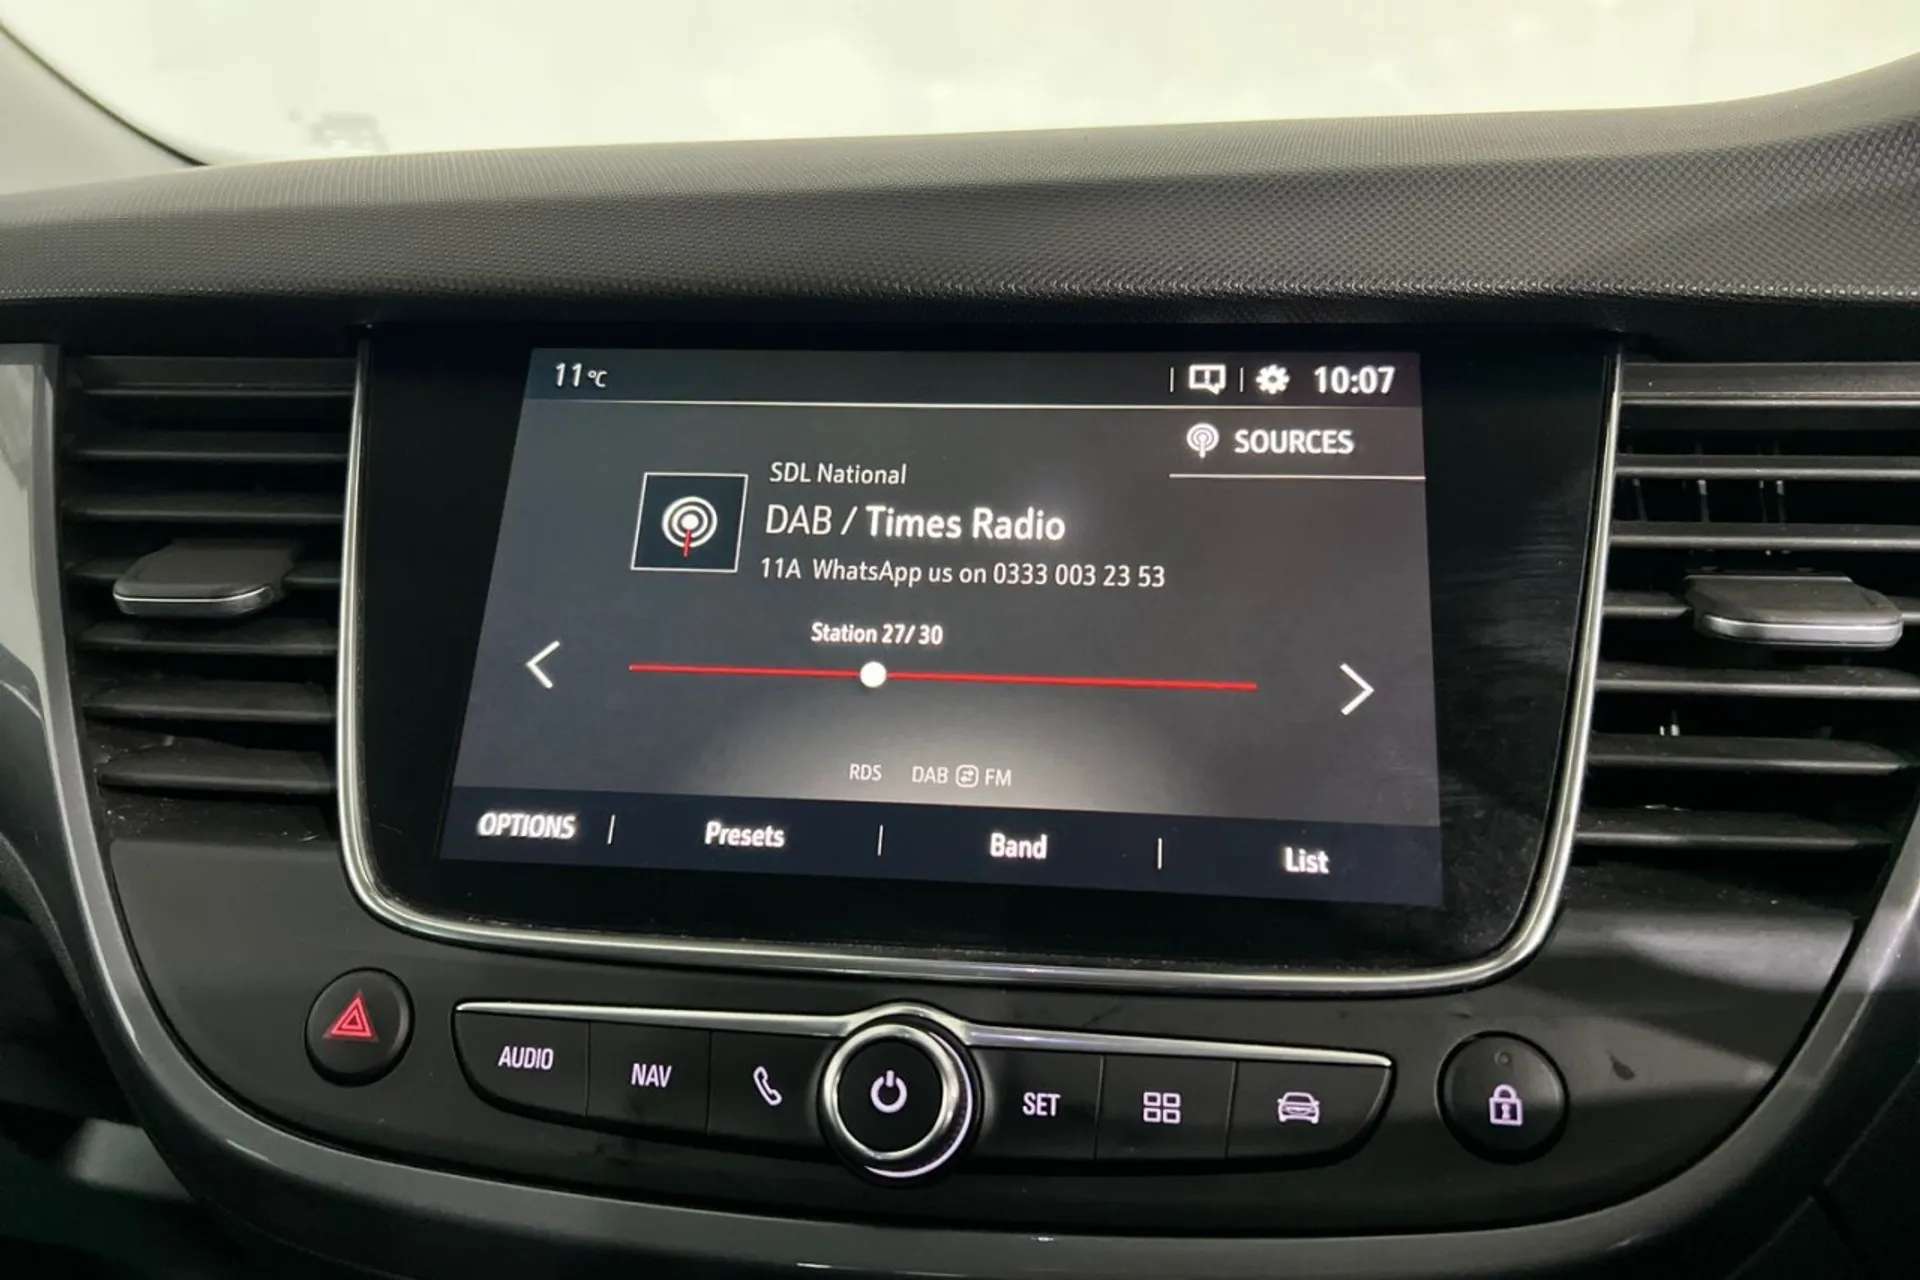 11°C
10:07
SOURCES
SDL National
DAB / Times Radio
11A WhatsApp us on 0333 003 23 53
Station 27/30
RDS DAB FM
OPTIONS | Presets | Band | List
AUDIO NAV SET